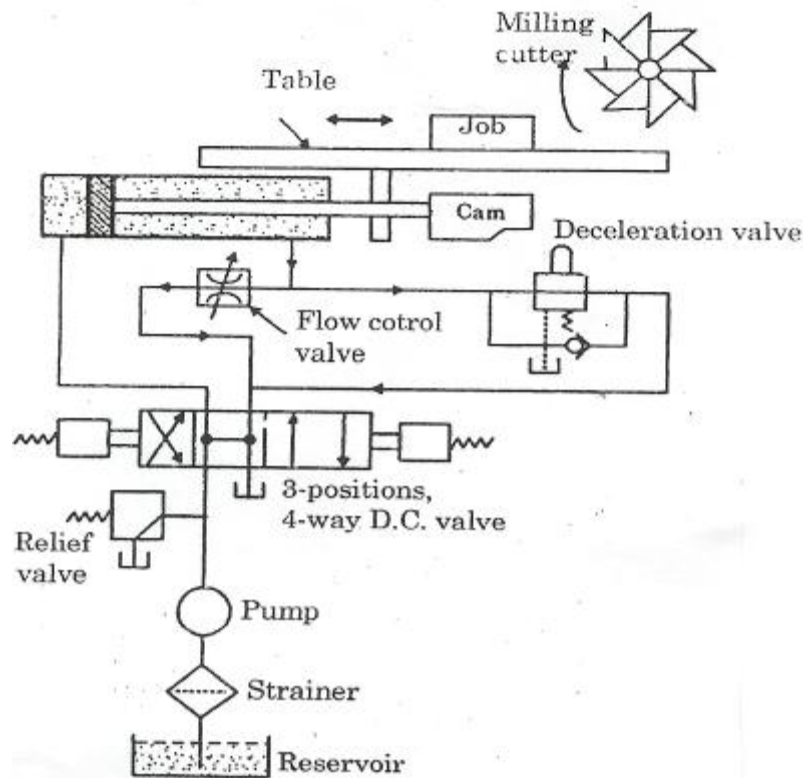 Milling
cutter
Table
Job
Cam
Deceleration valve
Flow cotrol
valve
3-positions,
4-way D.C. valve
Relief
valve
Pump
Strainer
Reservoir